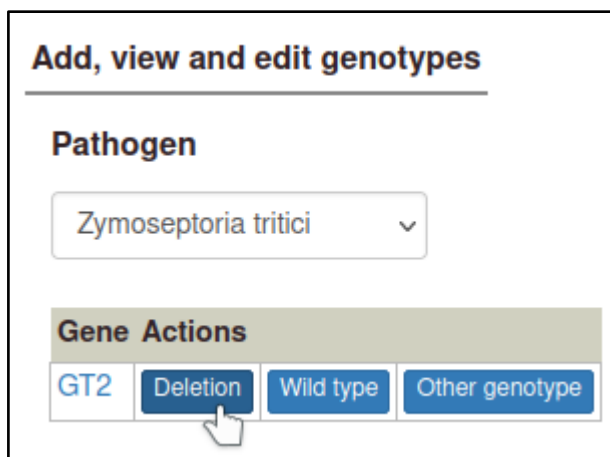 Add, view and edit genotypes
Pathogen
Zymoseptoria tritici
Gene Actions
GT2 Deletion Wild type Other genotype